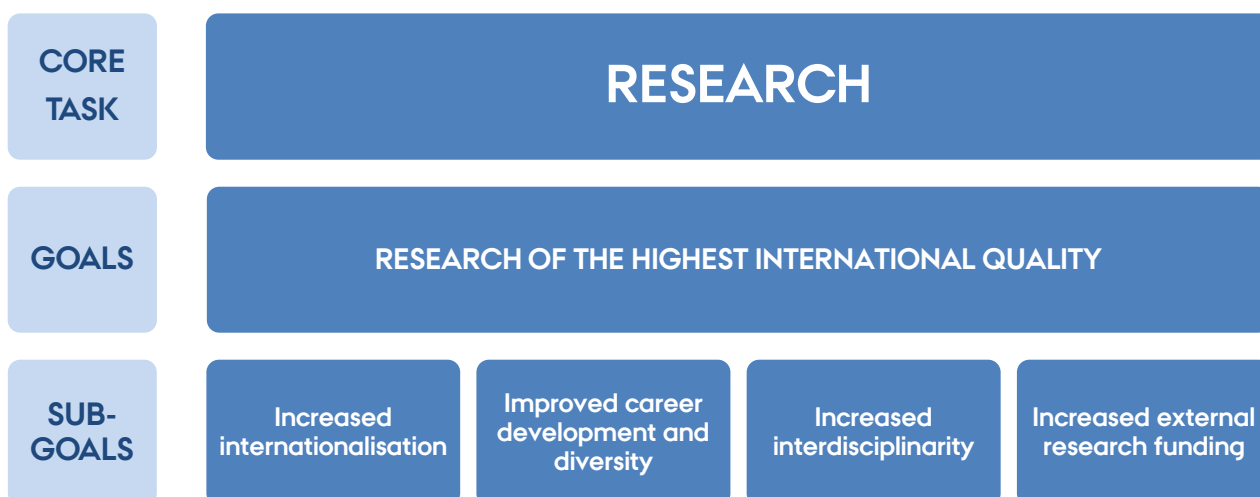 CORE
TASK
RESEARCH
GOALS
RESEARCH OF THE HIGHEST INTERNATIONAL QUALITY
SUB-
GOALS
Increased
internationalisation
Improved career
development and
diversity
Increased
interdisciplinarity
Increased external
research funding